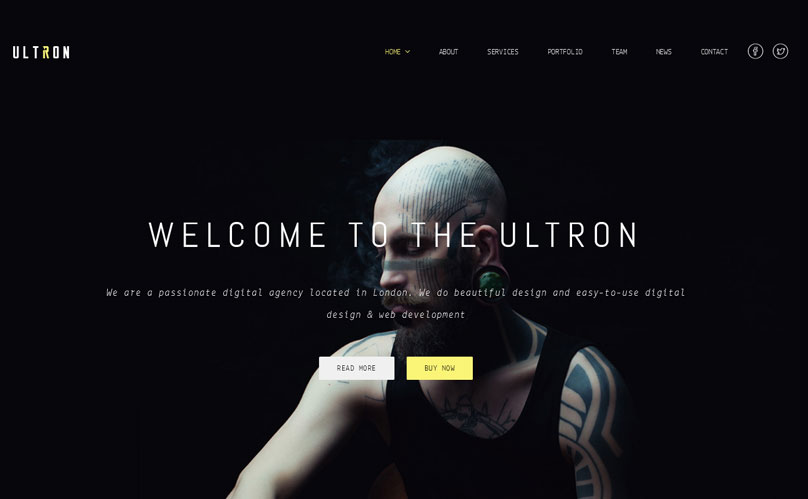 ULTRON
HOME ABOUT SERVICES PORTFOLIO TEAM NEWS CONTACT
WELCOME TO THE ULTRON
We are a passionate digital agency located in London. We do beautiful design and easy-to-use digital
design & web development
READ MORE BUY NOW